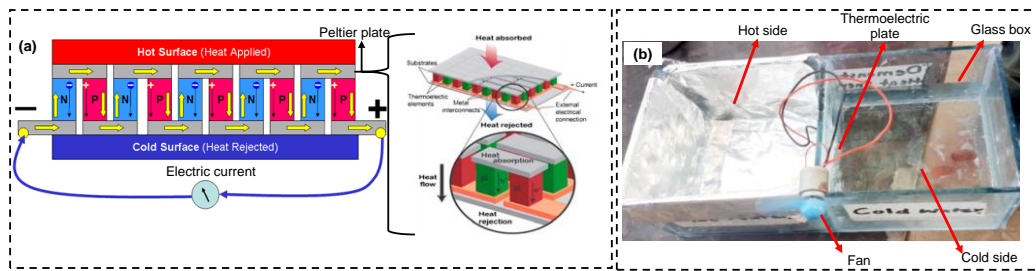 (a)
Hot Surface (Heat Applied)
Peltier plate
N P N P N P N P
+
Cold Surface (Heat Rejected)
Electric current
Heat absorbed
Substrates
Thermoelectric
elements
Metal
interconnects
+ Current
External
electrical
connection
Heat rejected
Heat absorption
Heat
flow
Heat rejection
(b)
Hot side
Thermoelectric
plate
Glass box
Cold water
Fan
Cold side